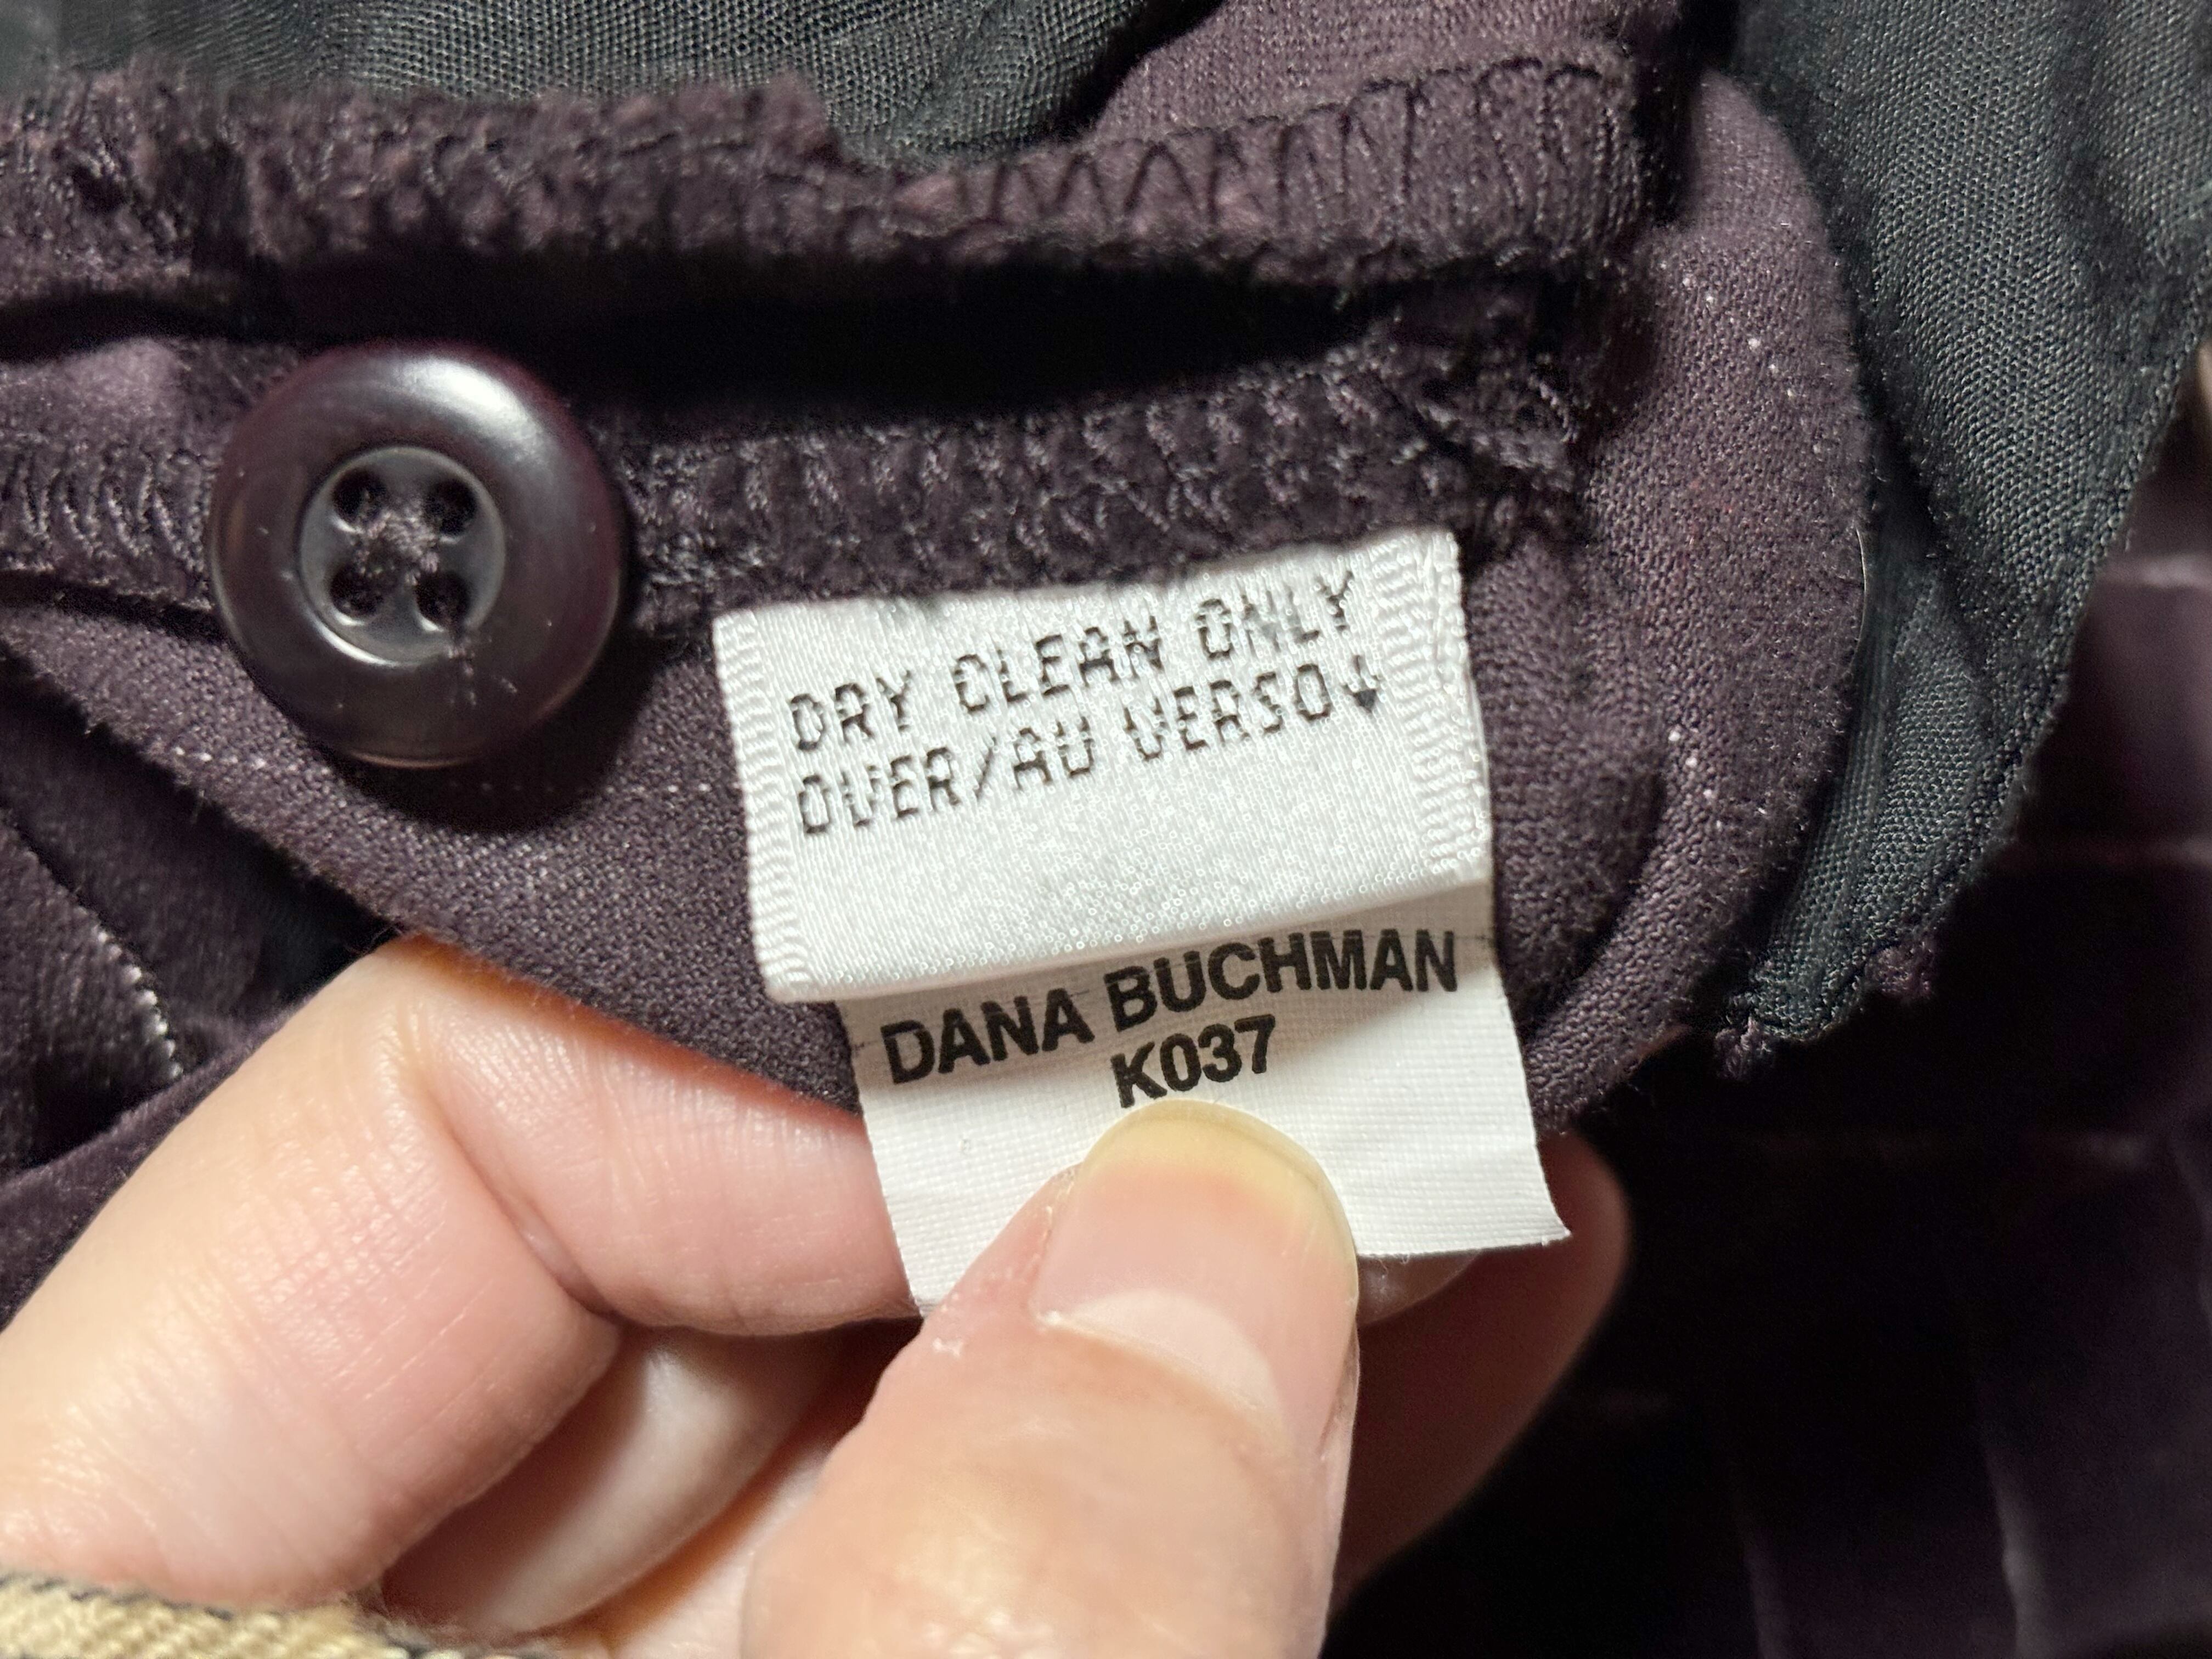 DRY CLEAN ONLY
OVER/AU VERSO↓
DANA BUCHMAN
K037